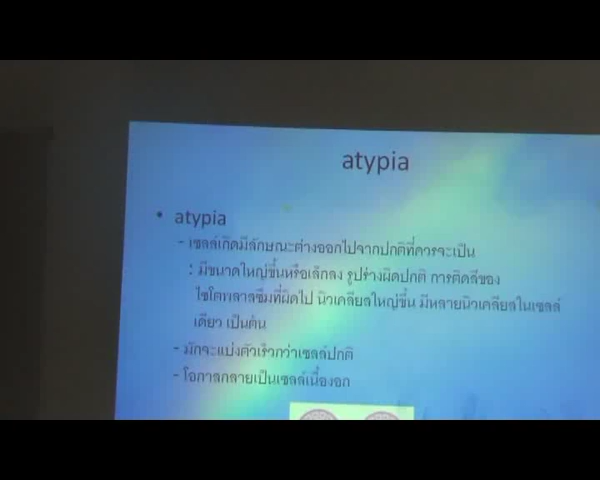 atypia
• atypia
- เซลล์เกิดมีลักษณะต่างออกไปจากปกติที่ควรจะเป็น
: มีขนาดใหญ่ขึ้นหรือเล็กลง รูปร่างผิดปกติ การติดสีของ
ไซโตพลาสซึมที่ผิดไป นิวเคลียสใหญ่ขึ้น มีหลายนิวเคลียสในเซลล์
เดียว เป็นต้น
- มักจะแบ่งตัวเร็วกว่าเซลล์ปกติ
- โอกาสกลายเป็นเซลล์เนื้องอก